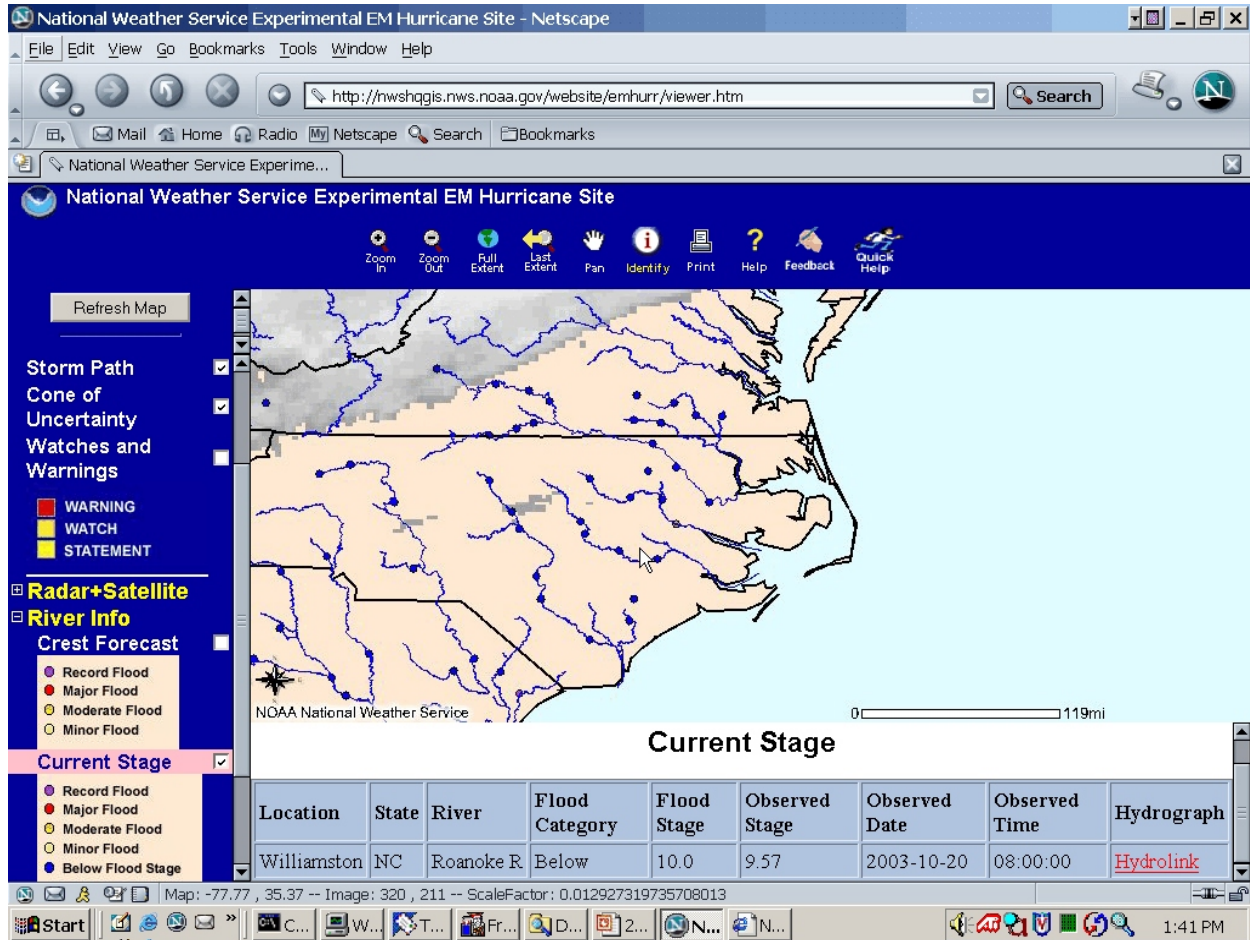 National Weather Service Experimental EM Hurricane Site - Netscape
File Edit View Go Bookmarks Tools Window Help
http://nwshqgis.nws.noaa.gov/website/emhurr/viewer.htm Search N
Mail Home Radio My Netscape Search Bookmarks
National Weather Service Experime...
National Weather Service Experimental EM Hurricane Site
Zoom In Zoom Out Full Extent Last Extent Pan Identify Print Help Feedback Quick Help
Refresh Map
Storm Path
Cone of
Uncertainty
Watches and
Warnings
WARNING
WATCH
STATEMENT
Radar+Satellite
River Info
Crest Forecast
Record Flood
Major Flood
Moderate Flood
Minor Flood
Current Stage
Record Flood
Major Flood
Moderate Flood
Minor Flood
Below Flood Stage
NOAA National Weather Service
0 119mi
Current Stage
Location State River Flood Category Flood Stage Observed Stage Observed Date Observed Time Hydrograph
Williamston NC Roanoke R Below 10.0 9.57 2003-10-20 08:00:00 Hydrolink
Map: -77.77 , 35.37 -- Image: 320 , 211 -- ScaleFactor: 0.012927319735708013
Start » C... W... T... Fr... D... 2... N... N... 1:41 PM